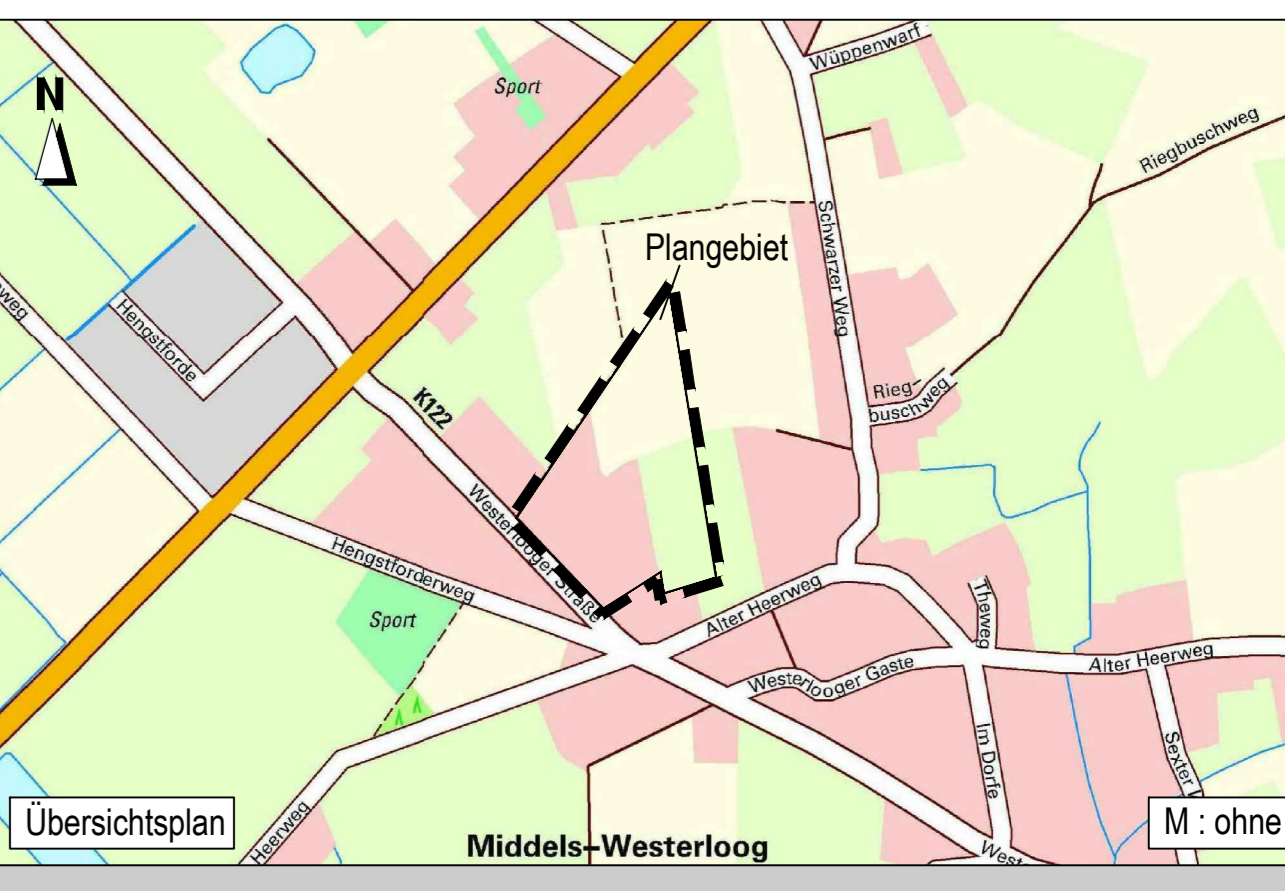 Wüppenwarf
Sport
N
Riegbuschweg
Plangebiet
Schwarzer Weg
Hengstforde
Rieg-
buschweg
K122
Westerlooger Straße
Hengstforderweg
Sport
Alter Heerweg
Theweg
Westerlooger Gaste
Alter Heerweg
Im Dorfe
Sexter
Übersichtsplan
Heerweg
Middels-Westerloog
M : ohne
West